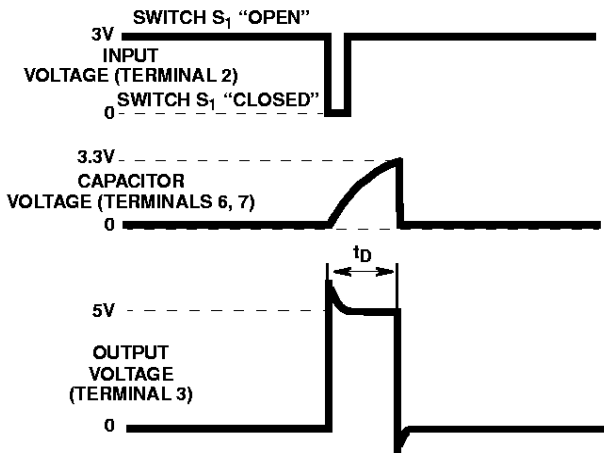 SWITCH S1 “OPEN”
3V
INPUT
VOLTAGE (TERMINAL 2)
SWITCH S1 “CLOSED”
0
3.3V
CAPACITOR
VOLTAGE (TERMINALS 6, 7)
0
tD
5V
OUTPUT
VOLTAGE
(TERMINAL 3)
0